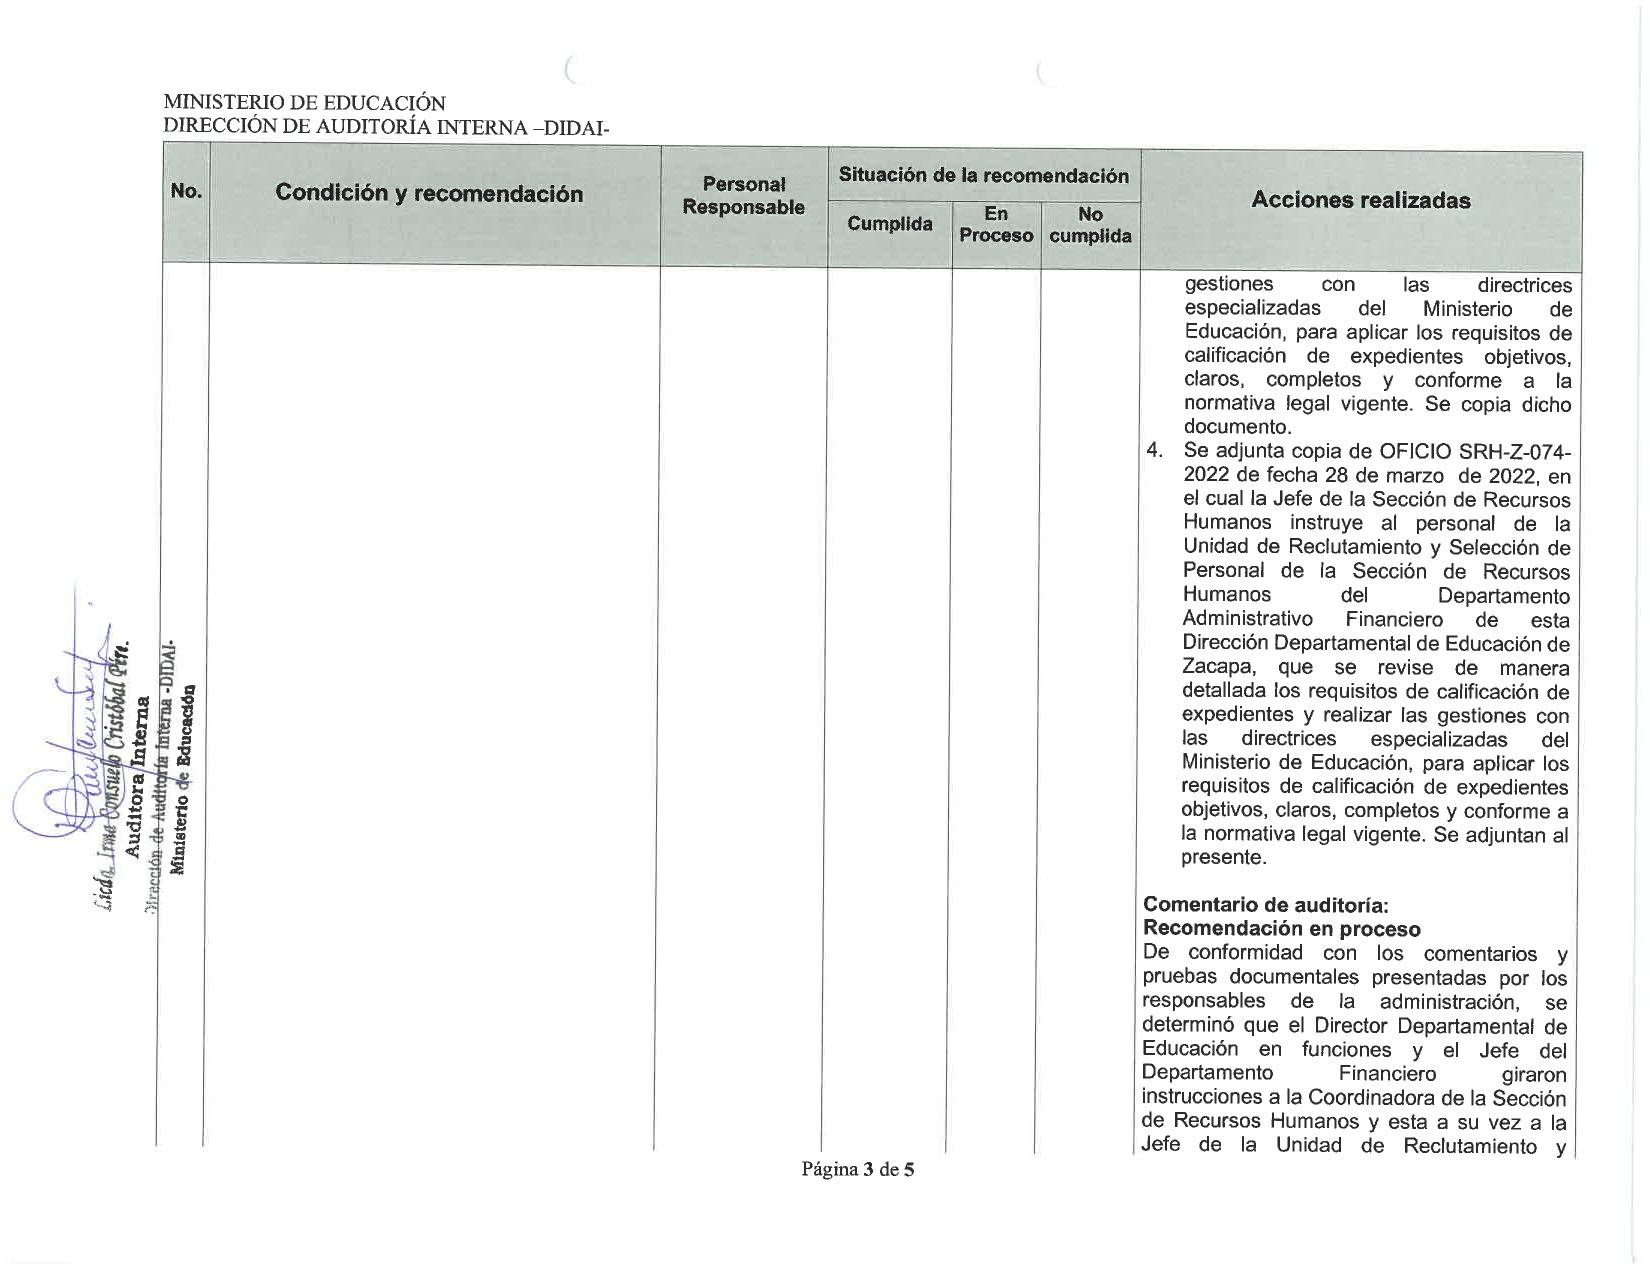 MINISTERIO DE EDUCACIÓN
DIRECCIÓN DE AUDITORÍA INTERNA –DIDAI-
No.
Condición y recomendación
Personal
Responsable
Situación de la recomendación
Cumplida
En
Proceso
No
cumplida
Acciones realizadas
gestiones con las directrices
especializadas del Ministerio de
Educación, para aplicar los requisitos de
calificación de expedientes objetivos,
claros, completos y conforme a la
normativa legal vigente. Se copia dicho
documento.
4. Se adjunta copia de OFICIO SRH-Z-074-
2022 de fecha 28 de marzo de 2022, en
el cual la Jefe de la Sección de Recursos
Humanos instruye al personal de la
Unidad de Reclutamiento y Selección de
Personal de la Sección de Recursos
Humanos del Departamento
Administrativo Financiero de esta
Dirección Departamental de Educación de
Zacapa, que se revise de manera
detallada los requisitos de calificación de
expedientes y realizar las gestiones con
las directrices especializadas del
Ministerio de Educación, para aplicar los
requisitos de calificación de expedientes
objetivos, claros, completos y conforme a
la normativa legal vigente. Se adjuntan al
presente.
Comentario de auditoría:
Recomendación en proceso
De conformidad con los comentarios y
pruebas documentales presentadas por los
responsables de la administración, se
determinó que el Director Departamental de
Educación en funciones y el Jefe del
Departamento Financiero giraron
instrucciones a la Coordinadora de la Sección
de Recursos Humanos y esta a su vez a la
Jefe de la Unidad de Reclutamiento y
Licda. Irma Consuelo Cristóbal
Auditora Interna
Dirección de Auditoría Interna -DIDAI-
Ministerio de Educación
Página 3 de 5